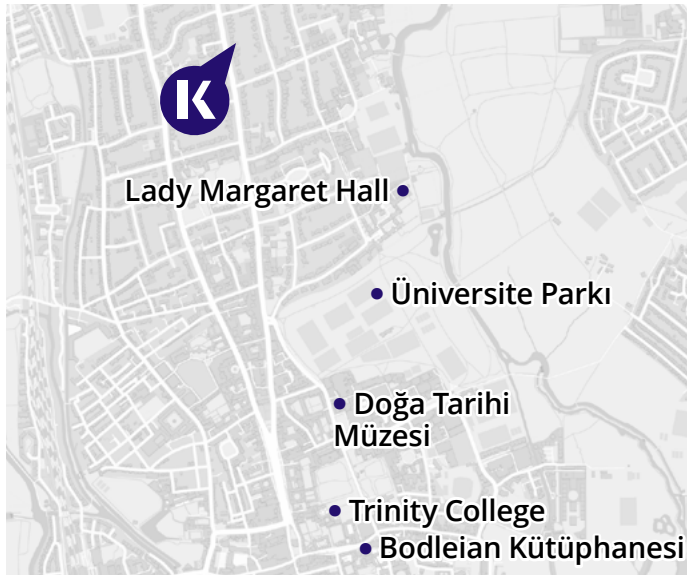 K
Lady Margaret Hall
Üniversite Parkı
Doğa Tarihi
Müzesi
Trinity College
Bodleian Kütüphanesi